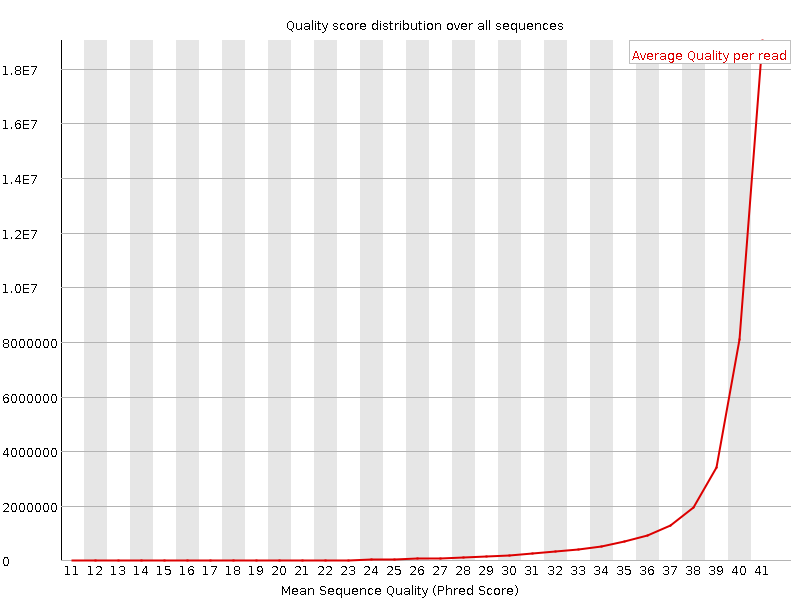 Quality score distribution over all sequences
Average Quality per read
1.8E7
1.6E7
1.4E7
1.2E7
1.0E7
8000000
6000000
4000000
2000000
0
11 12 13 14 15 16 17 18 19 20 21 22 23 24 25 26 27 28 29 30 31 32 33 34 35 36 37 38 39 40 41
Mean Sequence Quality (Phred Score)